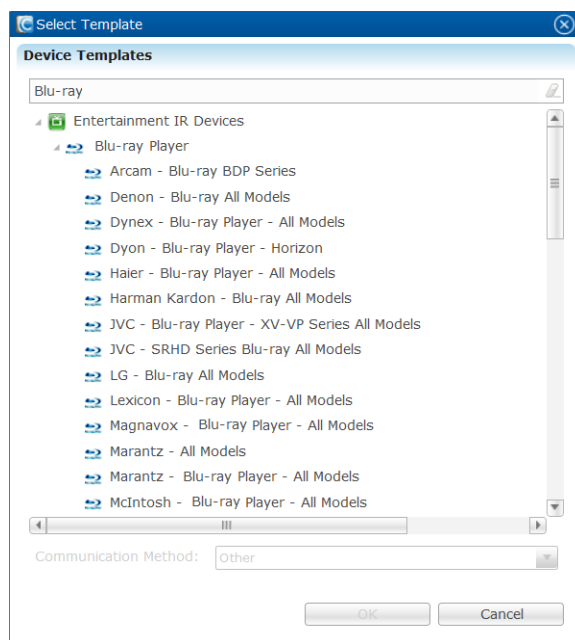 Select Template
Device Templates
Blu-ray
Entertainment IR Devices
Blu-ray Player
Arcam - Blu-ray BDP Series
Denon - Blu-ray All Models
Dynex - Blu-ray Player - All Models
Dyon - Blu-ray Player - Horizon
Haier - Blu-ray Player - All Models
Harman Kardon - Blu-ray All Models
JVC - Blu-ray Player - XV-VP Series All Models
JVC - SRHD Series Blu-ray All Models
LG - Blu-ray All Models
Lexicon - Blu-ray Player - All Models
Magnavox - Blu-ray Player - All Models
Marantz - All Models
Marantz - Blu-ray Player - All Models
McIntosh - Blu-ray Player - All Models
Communication Method: Other
OK Cancel